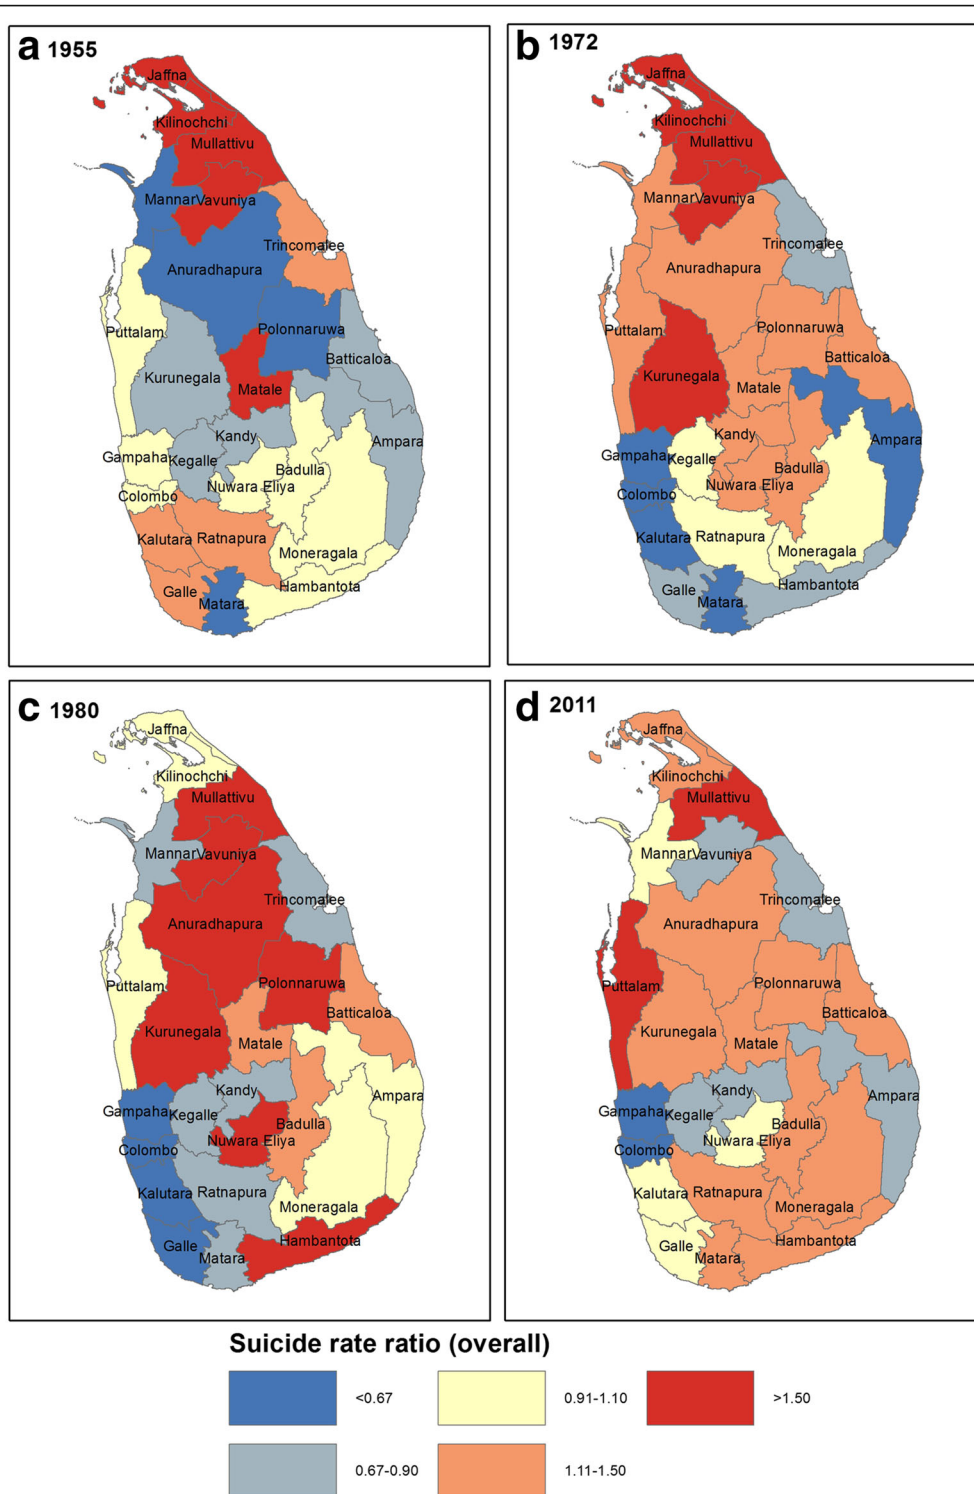 a 1955
Jaffna
Kilinochchi
Mullattivu
Mannar Vavuniya
Trincomalee
Anuradhapura
Polonnaruwa
Puttalam
Batticaloa
Kurunegala
Matale
Kandy
Ampara
Gampaha
Kegalle
Badulla
Nuwara Eliya
Colombo
Kalutara
Ratnapura
Moneragala
Galle
Hambantota
Matara
b 1972
Jaffna
Kilinochchi
Mullattivu
Mannar Vavuniya
Trincomalee
Anuradhapura
Polonnaruwa
Puttalam
Batticaloa
Kurunegala
Matale
Kandy
Ampara
Gampaha
Kegalle
Badulla
Nuwara Eliya
Colombo
Kalutara
Ratnapura
Moneragala
Galle
Hambantota
Matara
c 1980
Jaffna
Kilinochchi
Mullattivu
Mannar Vavuniya
Trincomalee
Anuradhapura
Polonnaruwa
Puttalam
Batticaloa
Kurunegala
Matale
Kandy
Ampara
Gampaha
Kegalle
Badulla
Nuwara Eliya
Colombo
Kalutara
Ratnapura
Moneragala
Galle
Hambantota
Matara
d 2011
Jaffna
Kilinochchi
Mullattivu
Mannar Vavuniya
Trincomalee
Anuradhapura
Polonnaruwa
Puttalam
Batticaloa
Kurunegala
Matale
Kandy
Ampara
Gampaha
Kegalle
Badulla
Nuwara Eliya
Colombo
Kalutara
Ratnapura
Moneragala
Galle
Hambantota
Matara
Suicide rate ratio (overall)
<0.67 0.91-1.10 >1.50
0.67-0.90 1.11-1.50